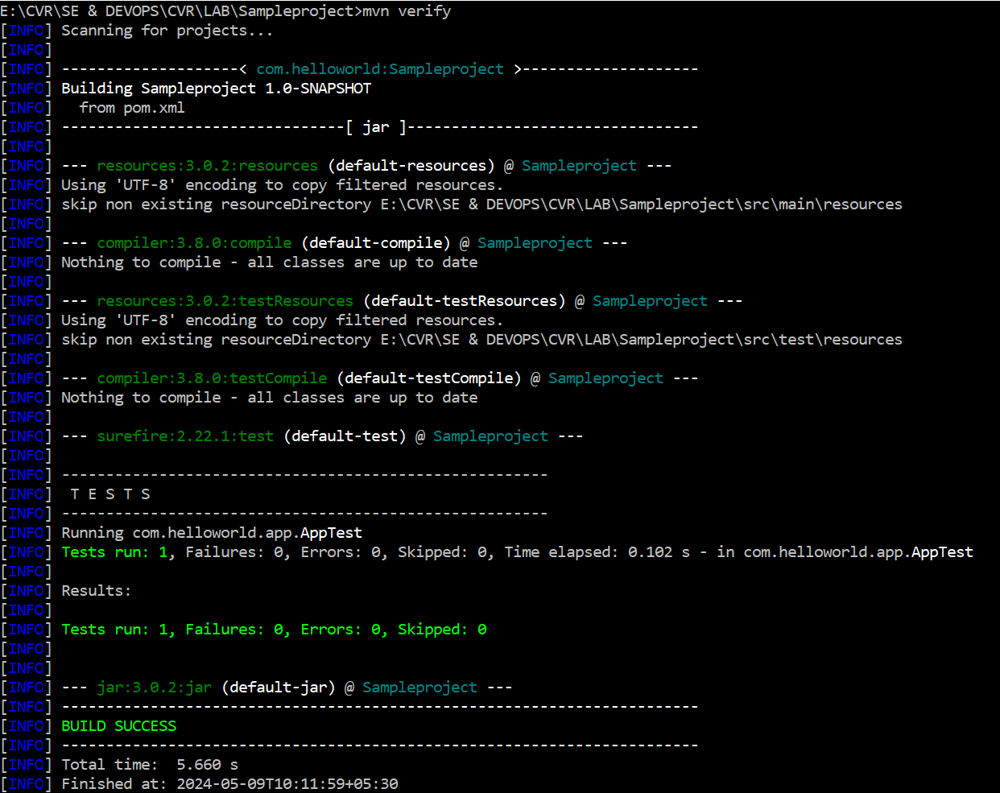 E:\CVR\SE & DEVOPS\CVR\LAB\Sampleproject>mvn verify
[INFO] Scanning for projects...
[INFO]
[INFO] --------------------< com.helloworld:Sampleproject >--------------------
[INFO] Building Sampleproject 1.0-SNAPSHOT
[INFO]   from pom.xml
[INFO] --------------------------------[ jar ]---------------------------------
[INFO]
[INFO] --- resources:3.0.2:resources (default-resources) @ Sampleproject ---
[INFO] Using 'UTF-8' encoding to copy filtered resources.
[INFO] skip non existing resourceDirectory E:\CVR\SE & DEVOPS\CVR\LAB\Sampleproject\src\main\resources
[INFO]
[INFO] --- compiler:3.8.0:compile (default-compile) @ Sampleproject ---
[INFO] Nothing to compile - all classes are up to date
[INFO]
[INFO] --- resources:3.0.2:testResources (default-testResources) @ Sampleproject ---
[INFO] Using 'UTF-8' encoding to copy filtered resources.
[INFO] skip non existing resourceDirectory E:\CVR\SE & DEVOPS\CVR\LAB\Sampleproject\src\test\resources
[INFO]
[INFO] --- compiler:3.8.0:testCompile (default-testCompile) @ Sampleproject ---
[INFO] Nothing to compile - all classes are up to date
[INFO]
[INFO] --- surefire:2.22.1:test (default-test) @ Sampleproject ---
[INFO]
[INFO] -------------------------------------------------------
[INFO]  T E S T S
[INFO] -------------------------------------------------------
[INFO] Running com.helloworld.app.AppTest
[INFO] Tests run: 1, Failures: 0, Errors: 0, Skipped: 0, Time elapsed: 0.102 s - in com.helloworld.app.AppTest
[INFO]
[INFO] Results:
[INFO]
[INFO] Tests run: 1, Failures: 0, Errors: 0, Skipped: 0
[INFO]
[INFO]
[INFO] --- jar:3.0.2:jar (default-jar) @ Sampleproject ---
[INFO] ------------------------------------------------------------------------
[INFO] BUILD SUCCESS
[INFO] ------------------------------------------------------------------------
[INFO] Total time:  5.660 s
[INFO] Finished at: 2024-05-09T10:11:59+05:30